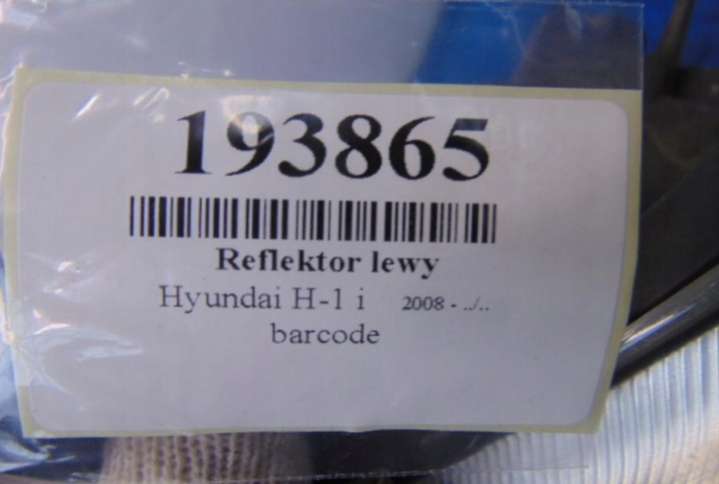 193865
Reflektor lewy
Hyundai H-1 i 2008 - ../..
barcode